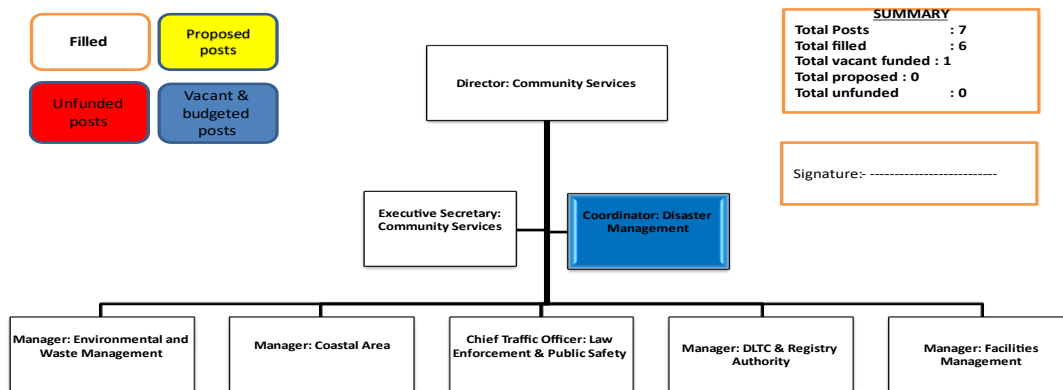 Filled
Proposed
posts
Unfunded
posts
Vacant &
budgeted
posts
SUMMARY
Total Posts : 7
Total filled : 6
Total vacant funded : 1
Total proposed : 0
Total unfunded : 0
Signature:- --------------------------
Director: Community Services
Executive Secretary:
Community Services
Coordinator: Disaster
Management
Manager: Environmental and
Waste Management
Manager: Coastal Area
Chief Traffic Officer: Law
Enforcement & Public Safety
Manager: DLTC & Registry
Authority
Manager: Facilities
Management